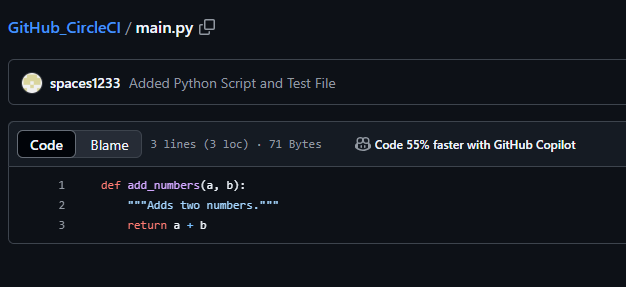 GitHub_CircleCI / main.py
spaces1233 Added Python Script and Test File
Code Blame 3 lines (3 loc) · 71 Bytes Code 55% faster with GitHub Copilot
1 def add_numbers(a, b):
2     """Adds two numbers."""
3     return a + b